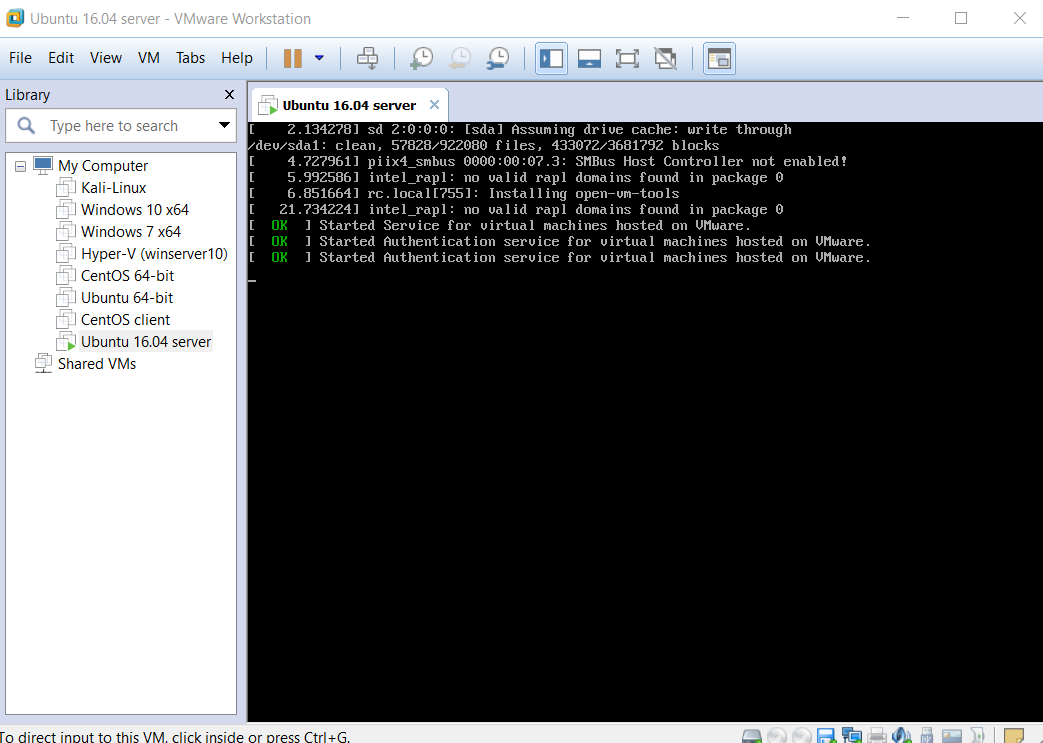 Ubuntu 16.04 server - VMware Workstation
File Edit View VM Tabs Help
Library
Ubuntu 16.04 server
Type here to search
My Computer
Kali-Linux
Windows 10 x64
Windows 7 x64
Hyper-V (winserver10)
CentOS 64-bit
Ubuntu 64-bit
CentOS client
Ubuntu 16.04 server
Shared VMs
[    2.134278] sd 2:0:0:0: [sda] Assuming drive cache: write through
/dev/sda1: clean, 57828/922080 files, 433072/3681792 blocks
[    4.727961] piix4_smbus 0000:00:07.3: SMBus Host Controller not enabled!
[    5.992586] intel_rapl: no valid rapl domains found in package 0
[    6.851664] rc.local[755]: Installing open-vm-tools
[   21.734224] intel_rapl: no valid rapl domains found in package 0
[  OK  ] Started Service for virtual machines hosted on VMware.
[  OK  ] Started Authentication service for virtual machines hosted on VMware.
[  OK  ] Started Authentication service for virtual machines hosted on VMware.
To direct input to this VM, click inside or press Ctrl+G.